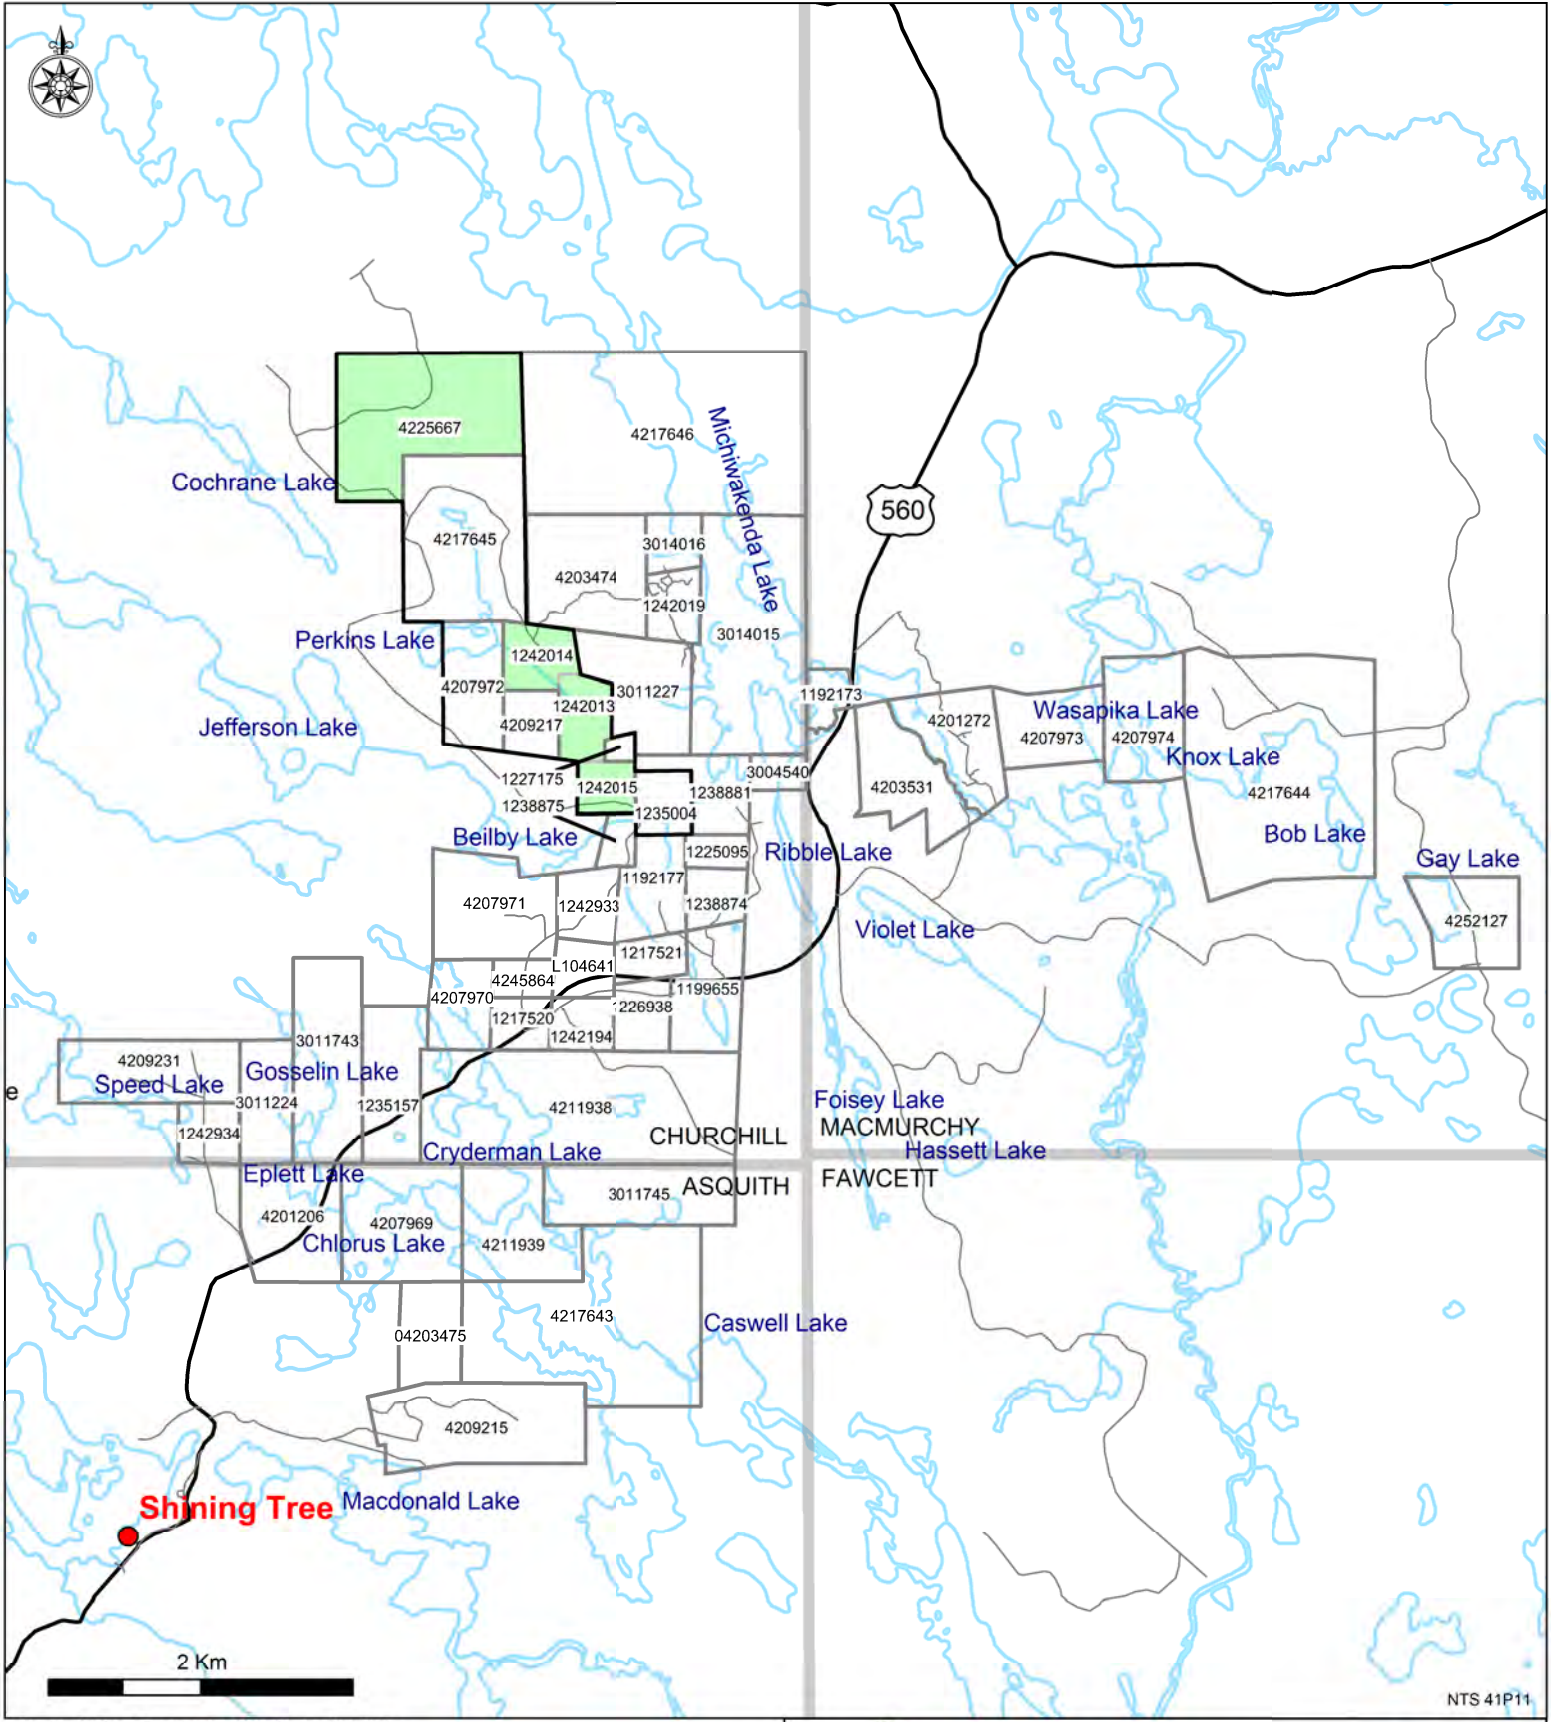 4225667
4217646
Michiwakenda Lake
Cochrane Lake
560
4217645
3014016
4203474
1242019
3014015
Perkins Lake
1242014
4207972
3011227
1192173
1242013
4209217
4201272
Wasapika Lake
4207973
4207974
Jefferson Lake
Knox Lake
1227175
1242015
3004540
1238881
4203531
4217644
1238875
1235004
Beilby Lake
Bob Lake
1225095
Ribble Lake
Gay Lake
1192177
4207971
1242933
1238874
4252127
Violet Lake
1217521
L104641
4245864
1199655
4207970
1226938
1217520
1242194
3011743
4209231
Gosselin Lake
Speed Lake
e
3011224
1235157
4211938
Foisey Lake
1242934
CHURCHILL
MACMURCHY
Cryderman Lake
Hassett Lake
Eplett Lake
ASQUITH
FAWCETT
3011745
4201206
4207969
Chlorus Lake
4211939
4217643
Caswell Lake
04203475
4209215
Macdonald Lake
Shining Tree
2 Km
NTS 41P11